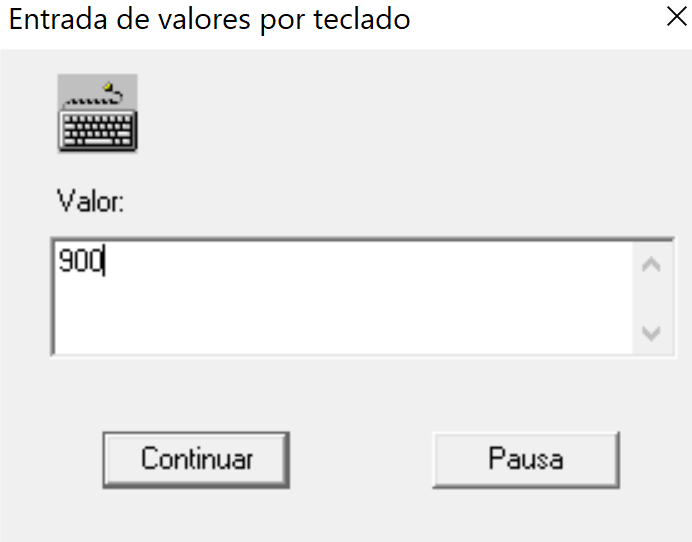 Entrada de valores por teclado
Valor:
900
Continuar
Pausa